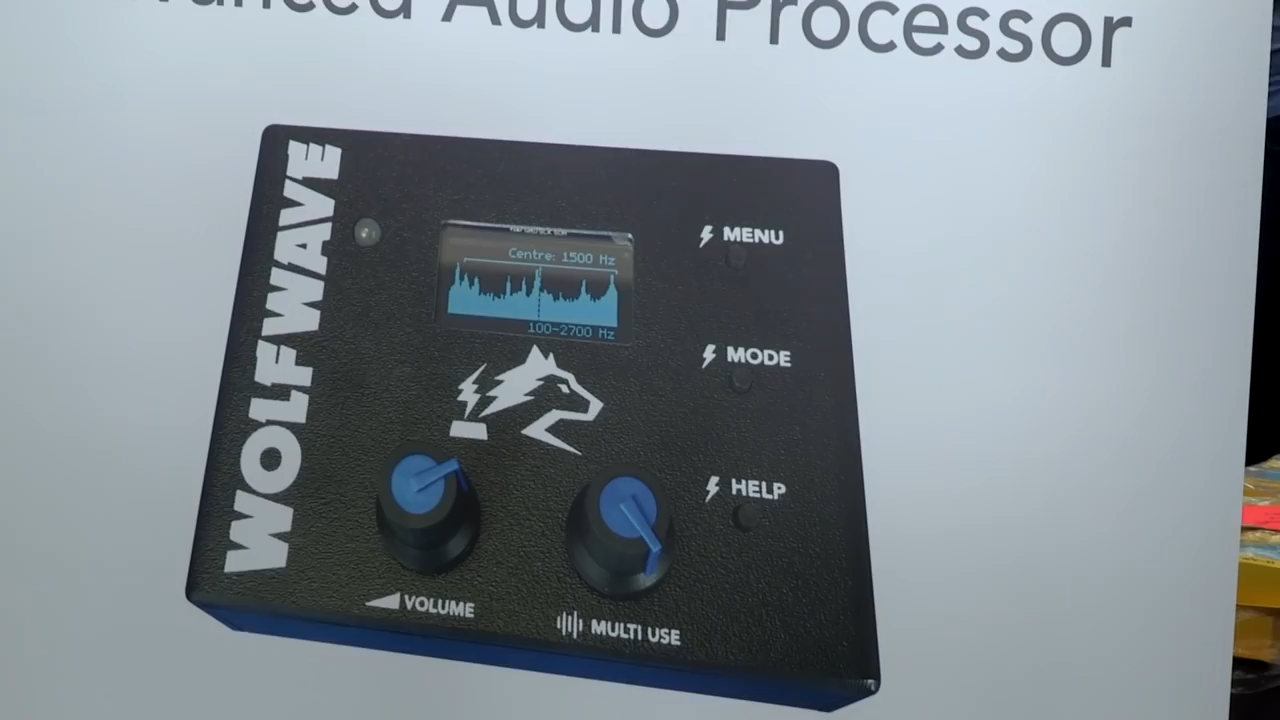 Audio Processor
WOLFWAVE
Centre: 1500 Hz
100-2700 Hz
MENU
MODE
HELP
VOLUME
MULTI USE